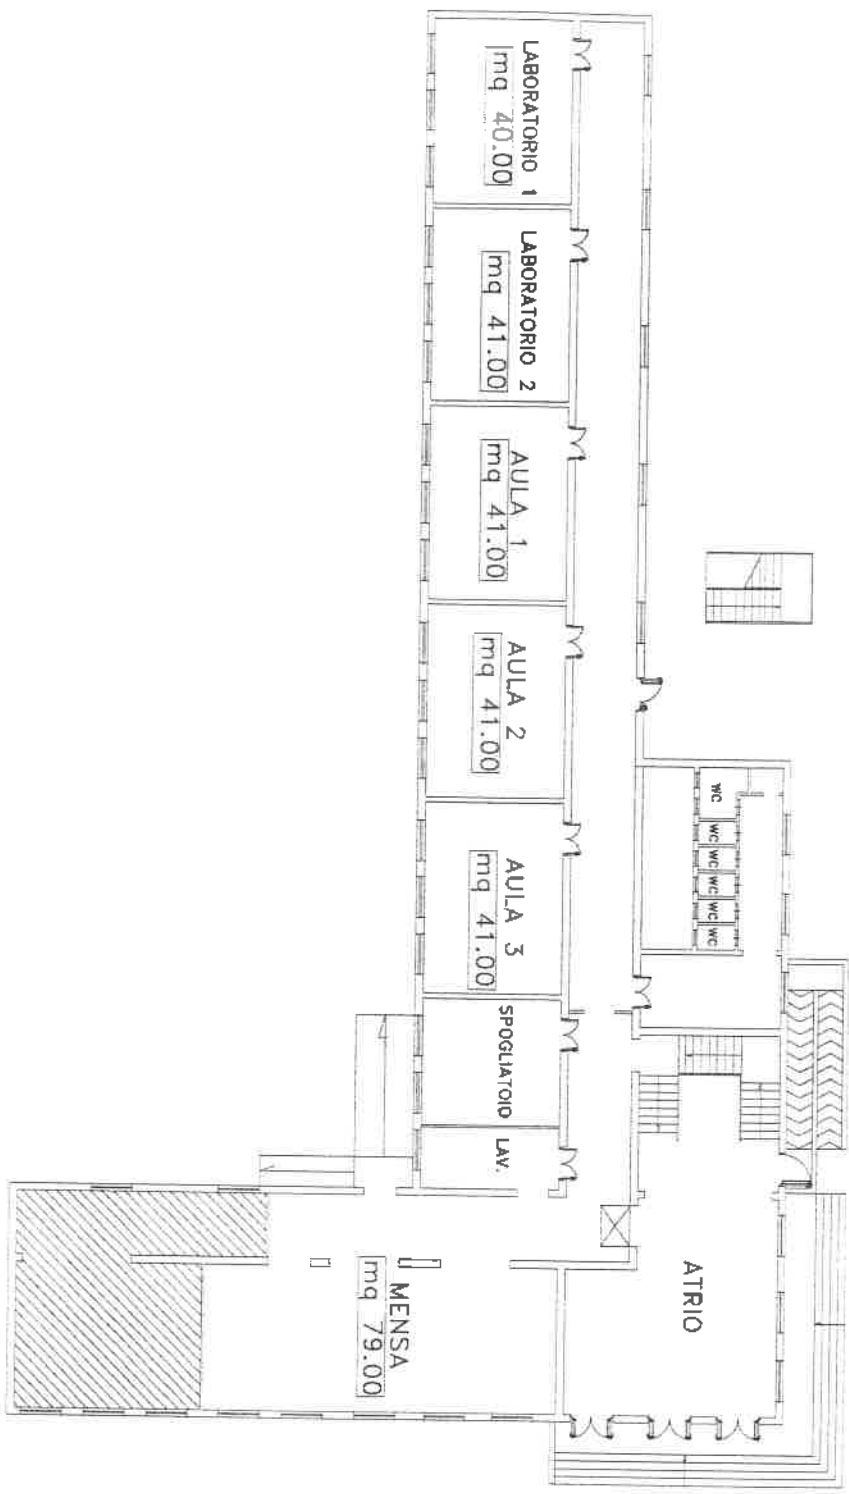 LABORATORIO 1
mq 40.00
LABORATORIO 2
mq 41.00
AULA 1
mq 41.00
AULA 2
mq 41.00
AULA 3
mq 41.00
SPOGLIATOIO
LAV.
WC
WC
WC
WC
WC
WC
ATRIO
MENSA
mq 79.00